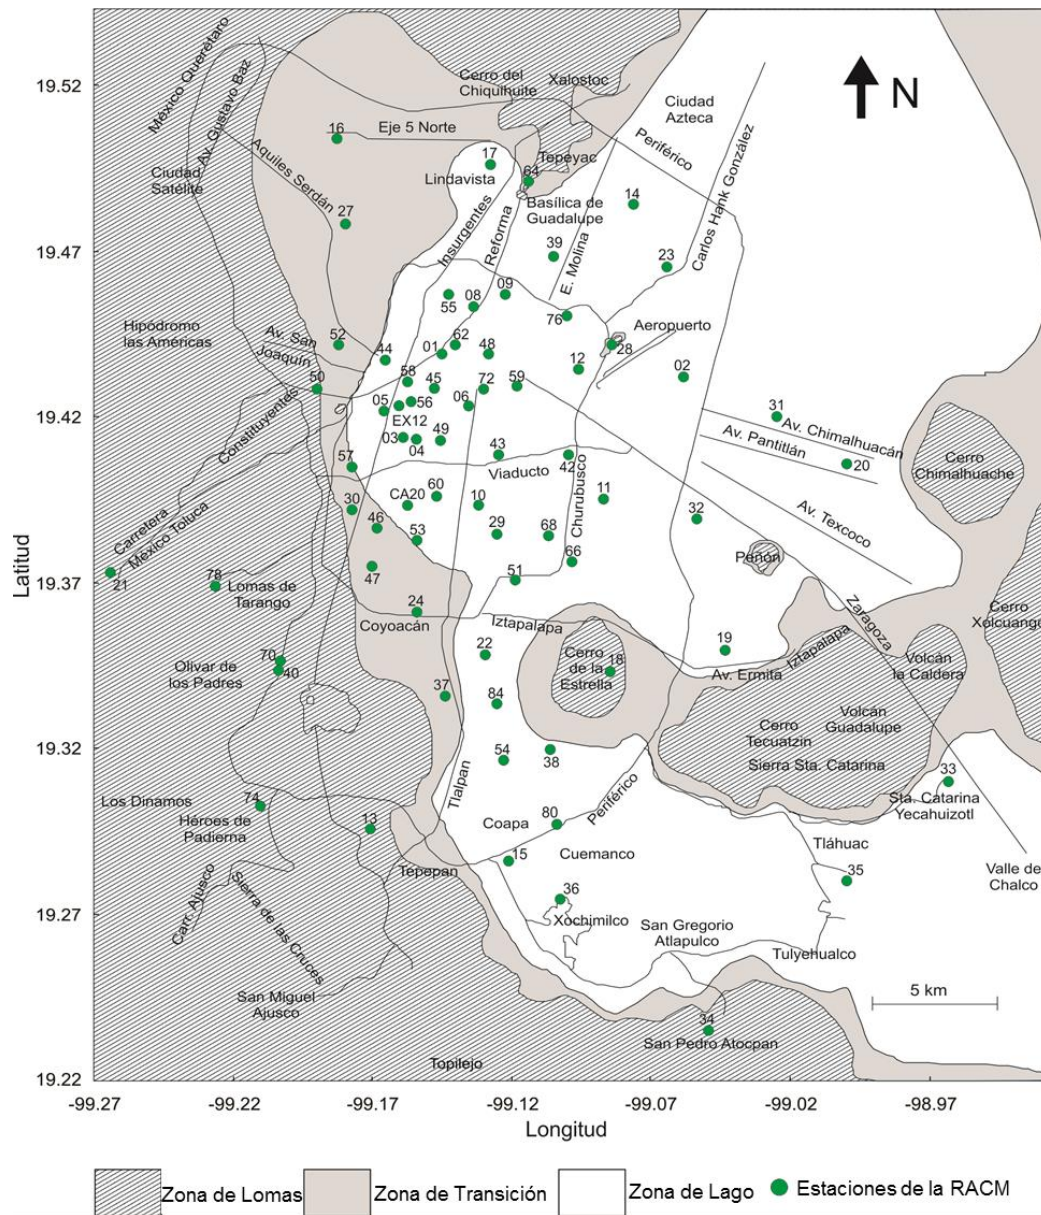 México Querétaro
Av. Gustavo Baz
Cerro del
Chiquihuite
Xalostoc
Ciudad
Azteca
N
19.52
16
Eje 5 Norte
Periférico
Aquiles Serdán
17
Tepeyac
Ciudad
Satélite
Lindavista
64
Carlos Hank González
Basílica de
Guadalupe
14
27
Insurgentes
Reforma
E. Molina
19.47
39
23
55
08
09
76
Hipódromo
las Américas
Av. San
Joaquín
52
44
01
62
48
Aeropuerto
28
12
02
50
58
45
72
59
05
56
06
31
19.42
EX12
Constituyentes
03
04
49
Av. Chimalhuacán
Av. Pantitlán
20
57
43
Viaducto
42
Cerro
Chimalhuache
Churubusco
30
CA20
60
10
11
46
53
29
68
32
Av. Texcoco
Carretera
México Toluca
66
Peñón
Latitud
19.37
21
78
47
51
Lomas de
Tarango
24
Coyoacán
Iztapalapa
Zaragoza
Cerro
Xolcuango
22
19
Iztapalapa
Av. Ermita
70
40
Olivar de
los Padres
Cerro
de la
Estrella
18
Volcán
la Caldera
37
84
Volcán
Guadalupe
Cerro
Tecuatzin
19.32
54
38
Sierra Sta. Catarina
33
Tlalpan
Periférico
Los Dinamos
74
Héroes de
Padierna
13
Coapa
80
Sta. Catarina
Yecahuizotl
Tepepan
15
Cuemanco
Tláhuac
35
Valle de
Chalco
Carr. Ajusco
Sierra de las Cruces
36
19.27
Xochimilco
San Gregorio
Atlapulco
Tulyehualco
San Miguel
Ajusco
5 km
34
San Pedro Atocpan
Topilejo
19.22
-99.27
-99.22
-99.17
-99.12
-99.07
-99.02
-98.97
Longitud
Zona de Lomas
Zona de Transición
Zona de Lago
Estaciones de la RACM